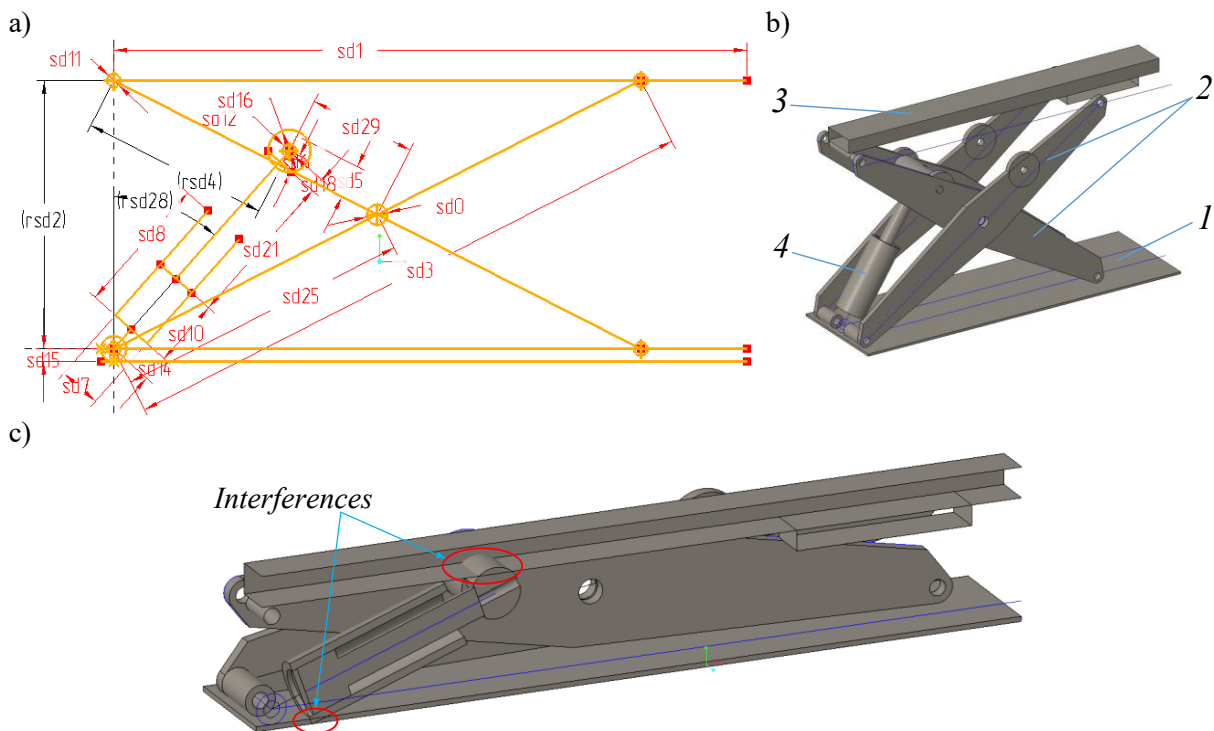 a)
sd11
sd1
sd16
sd12
sd29
(rsd4)
sd18
sd5
(rsd28)
(rsd2)
sd0
sd8
sd21
sd3
sd25
sd10
sd15
sd14
sd7
b)
3
2
1
4
c)
Interferences